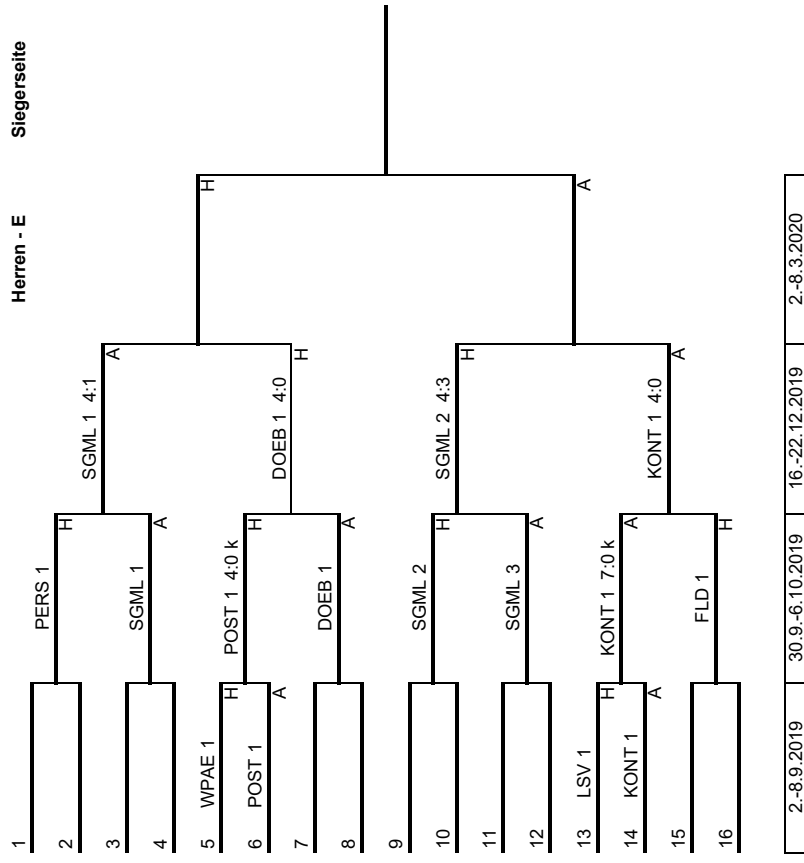 Herren - E Siegerseite
1
2
3
4
5
6
7
8
9
10
11
12
13
14
15
16
WPAE 1
H
POST 1
A
LSV 1
H
KONT 1
A
PERS 1
H
SGML 1
A
POST 1 4:0 k
H
DOEB 1
A
SGML 2
H
SGML 3
A
KONT 1 7:0 k
A
FLD 1
H
SGML 1 4:1
A
DOEB 1 4:0
H
SGML 2 4:3
H
KONT 1 4:0
A
H
A
2.-8.9.2019
30.9.-6.10.2019
16.-22.12.2019
2.-8.3.2020